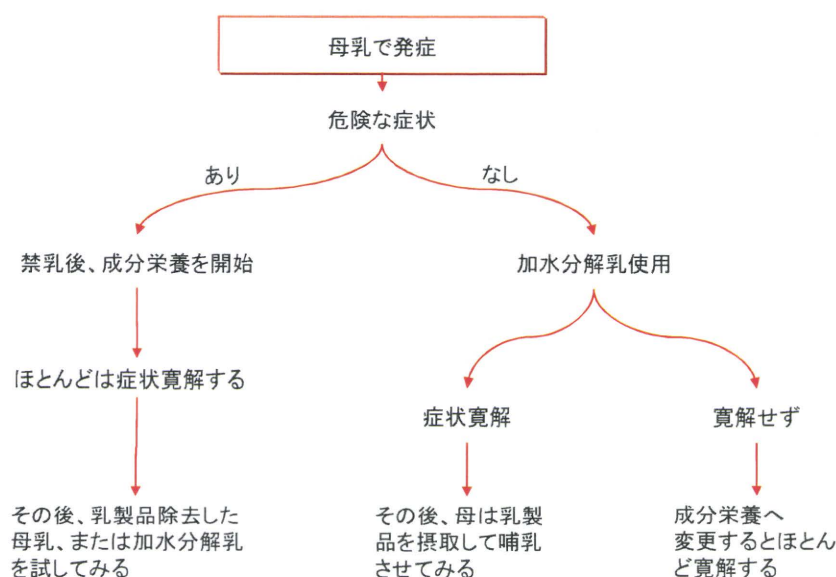 母乳で発症
危険な症状
あり
なし
禁乳後、成分栄養を開始
加水分解乳使用
ほとんどは症状寛解する
症状寛解
寛解せず
その後、乳製品除去した
母乳、または加水分解乳
を試してみる
その後、母は乳製
品を摂取して哺乳
させてみる
成分栄養へ
変更するとほとん
ど寛解する